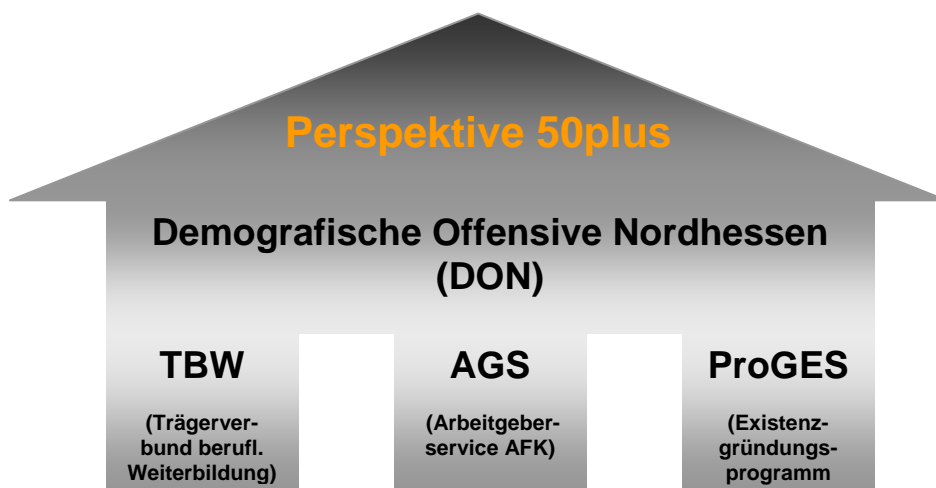 Perspektive 50plus
Demografische Offensive Nordhessen
(DON)
TBW
(Trägerver-
bund berufl.
Weiterbildung)
AGS
(Arbeitgeber-
service AFK)
ProGES
(Existenz-
gründungs-
programm